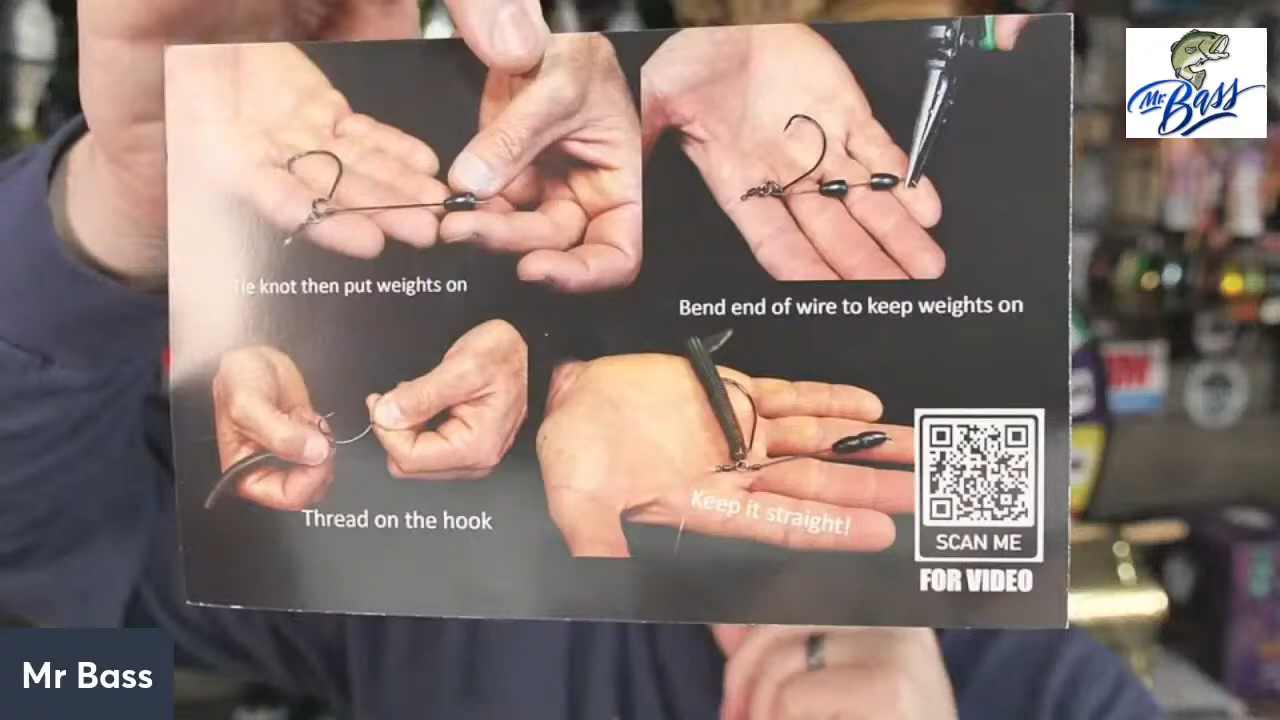 Mr. Bass
Tie knot then put weights on
Bend end of wire to keep weights on
Thread on the hook
Keep it straight!
SCAN ME
FOR VIDEO
Mr Bass